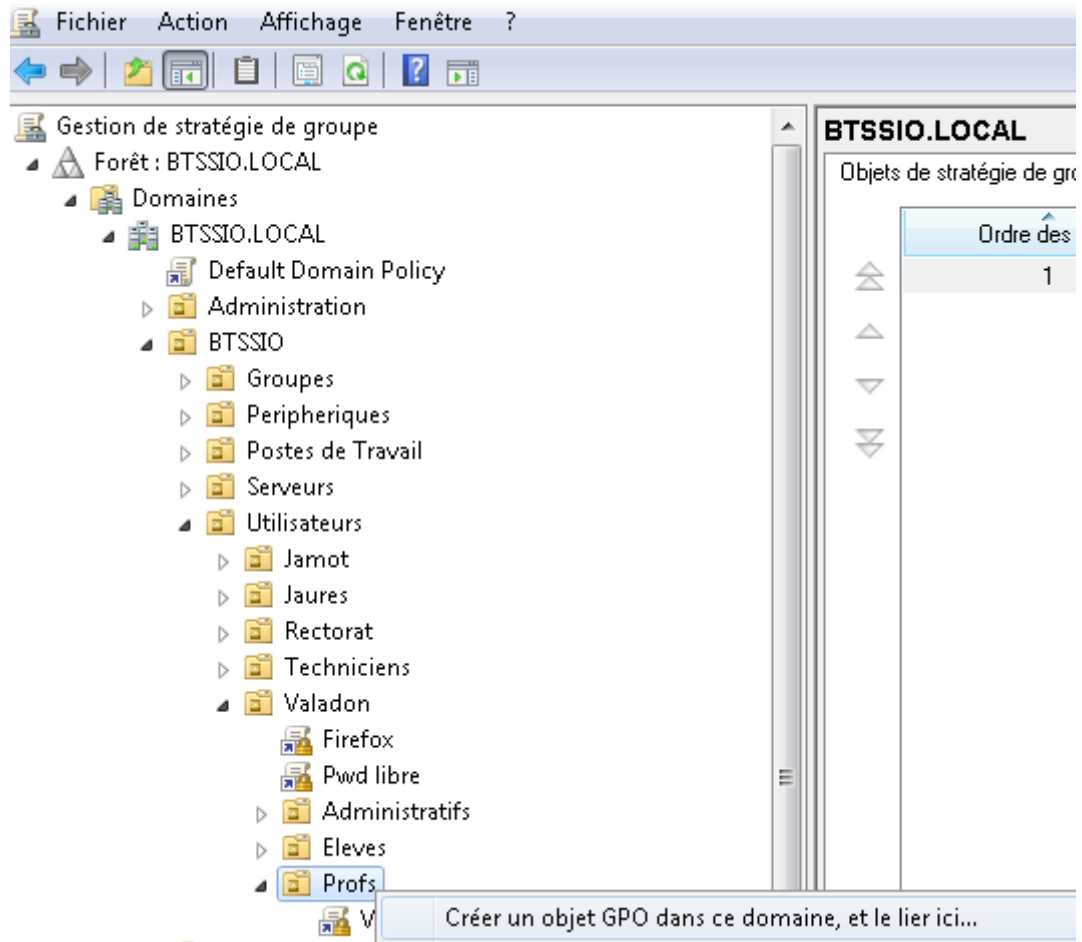 Fichier Action Affichage Fenêtre ?
Gestion de stratégie de groupe
Forêt : BTSSIO.LOCAL
Domaines
BTSSIO.LOCAL
Default Domain Policy
Administration
BTSSIO
Groupes
Peripheriques
Postes de Travail
Serveurs
Utilisateurs
Jamot
Jaures
Rectorat
Techniciens
Valadon
Firefox
Pwd libre
Administratifs
Eleves
Profs
V
Créer un objet GPO dans ce domaine, et le lier ici...
BTSSIO.LOCAL
Objets de stratégie de gro
Ordre des
1